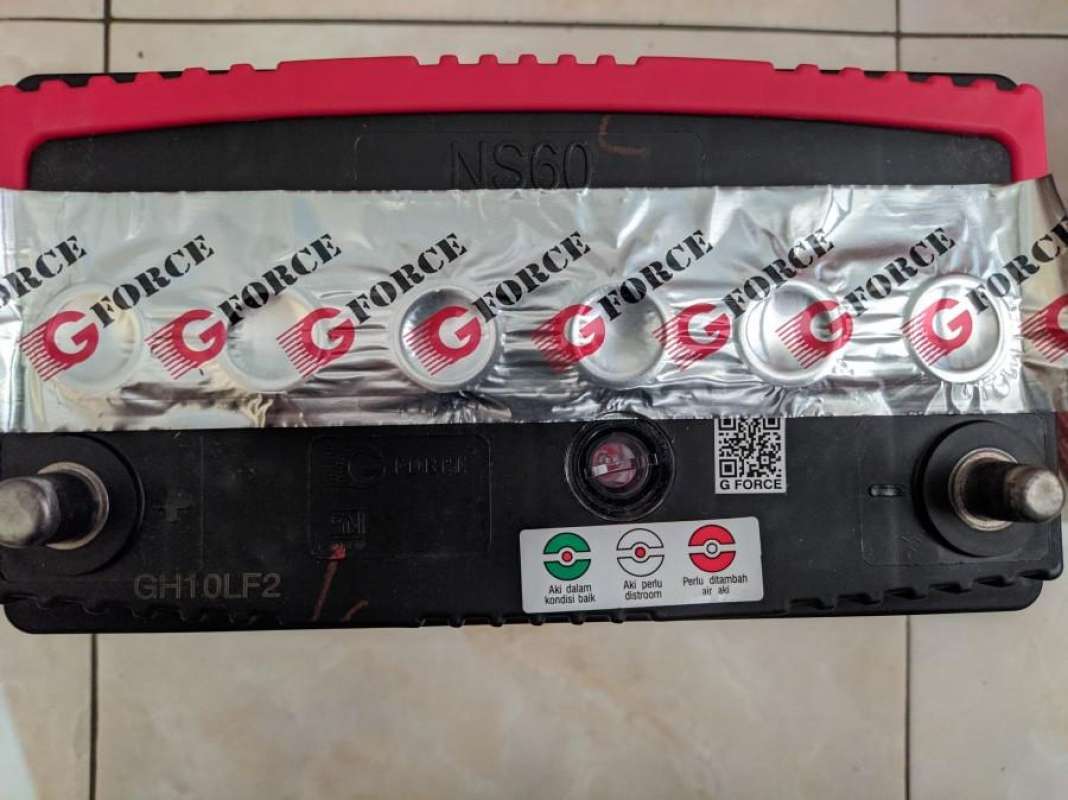 NS60
G FORCE
G FORCE
G FORCE
G FORCE
G FORCE
G FORCE
G FORCE
G FORCE
G FORCE
G FORCE
GH10LF2
Aki dalam
kondisi baik
Aki perlu
distroom
Perlu ditambah
air aki